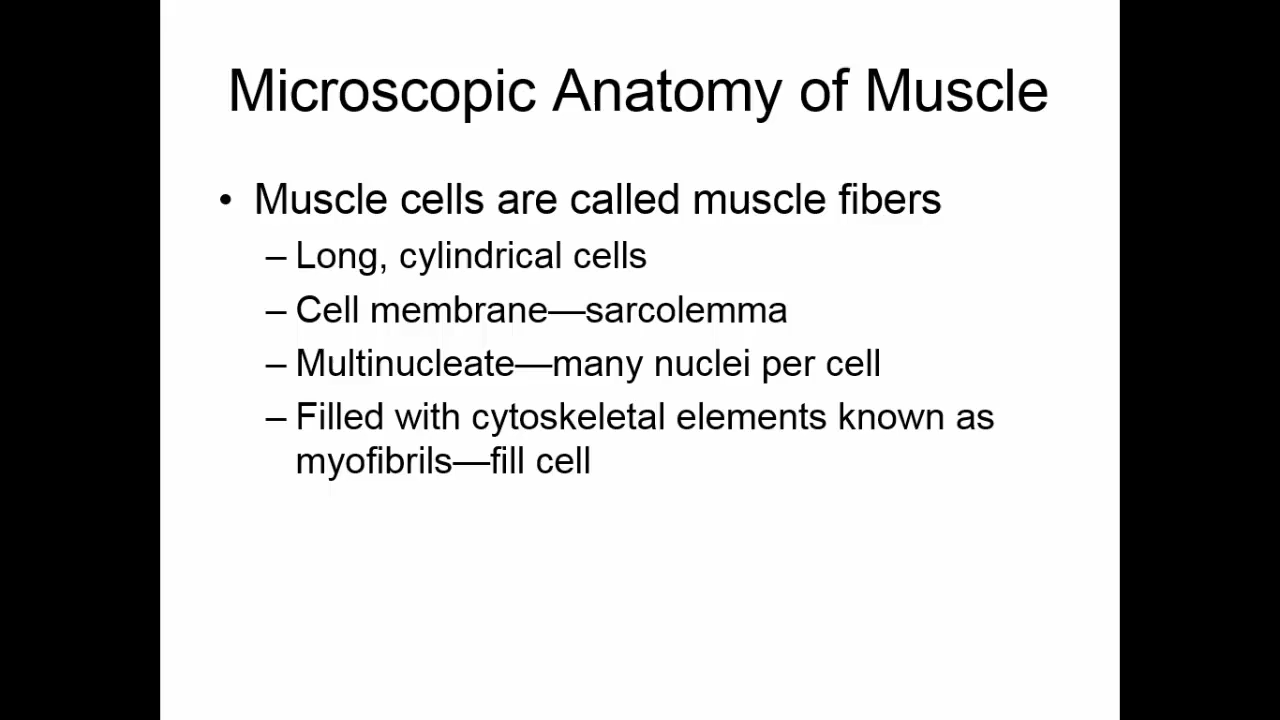 Microscopic Anatomy of Muscle
• Muscle cells are called muscle fibers
– Long, cylindrical cells
– Cell membrane—sarcolemma
– Multinucleate—many nuclei per cell
– Filled with cytoskeletal elements known as
myofibrils—fill cell